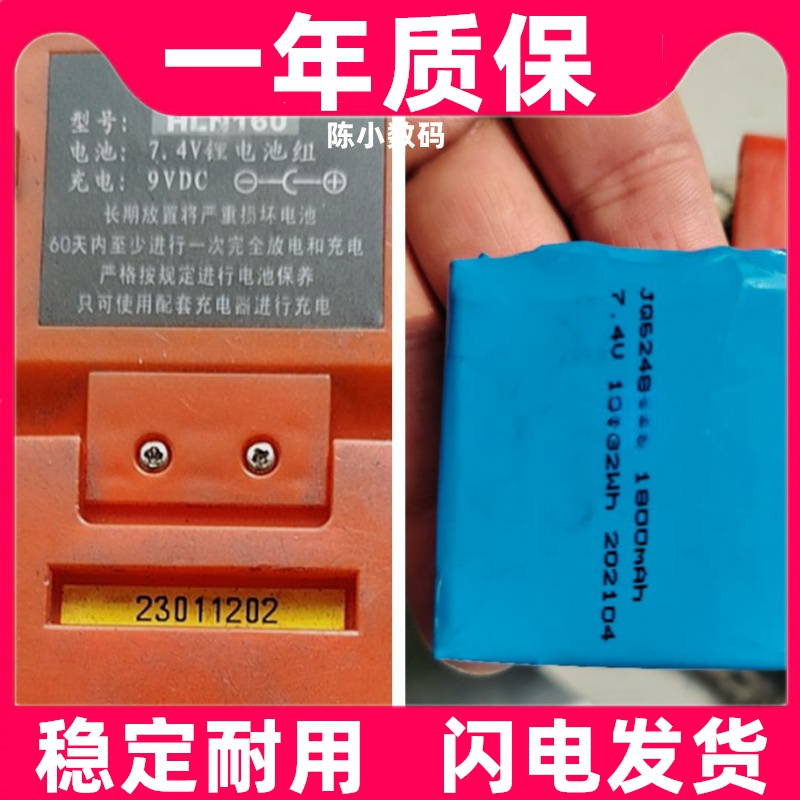 一年质保
陈小数码
型号: HLN160
电池: 7.4V锂电池组
充电: 9VDC
长期放置将严重损坏电池
60天内至少进行一次完全放电和充电
严格按规定进行电池保养
只可使用配套充电器进行充电
23011202
1800mAh
7.4V 202104
稳定耐用 闪电发货